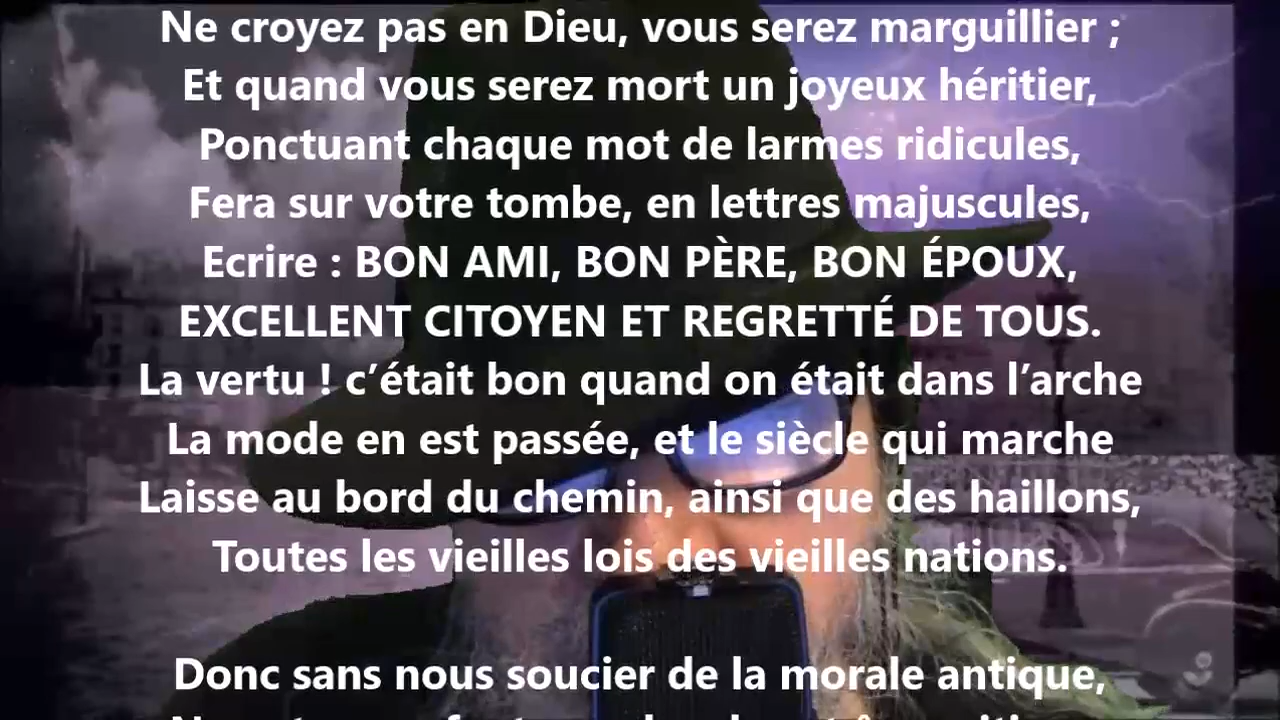 Ne croyez pas en Dieu, vous serez marguillier ;
Et quand vous serez mort un joyeux héritier,
Ponctuant chaque mot de larmes ridicules,
Fera sur votre tombe, en lettres majuscules,
Ecrire : BON AMI, BON PÈRE, BON ÉPOUX,
EXCELLENT CITOYEN ET REGRETTÉ DE TOUS.
La vertu ! c’était bon quand on était dans l’arche
La mode en est passée, et le siècle qui marche
Laisse au bord du chemin, ainsi que des haillons,
Toutes les vieilles lois des vieilles nations.
Donc sans nous soucier de la morale antique,